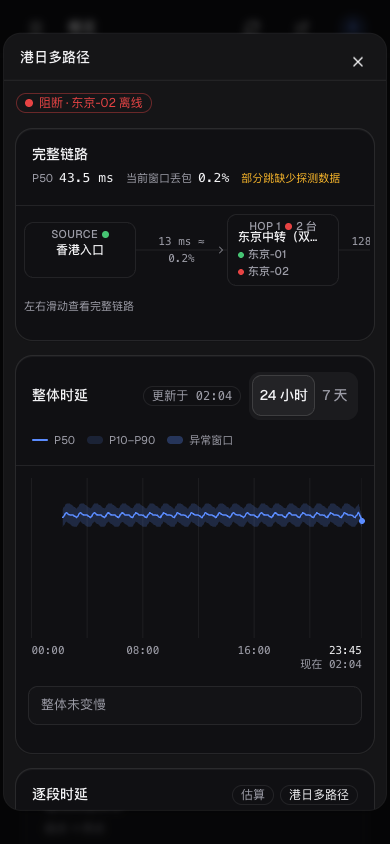 港日多路径
阻断 · 东京-02 离线
完整链路
P50 43.5 ms 当前窗口丢包 0.2% 部分跳缺少探测数据
SOURCE
香港入口
13 ms ≈
0.2%
HOP 1 2 台
东京中转（双…
东京-01
东京-02
128
左右滑动查看完整链路
整体时延
更新于 02:04
24 小时
7 天
P50 P10–P90 异常窗口
00:00 08:00 16:00 23:45
现在 02:04
整体未变慢
逐段时延
估算
港日多路径